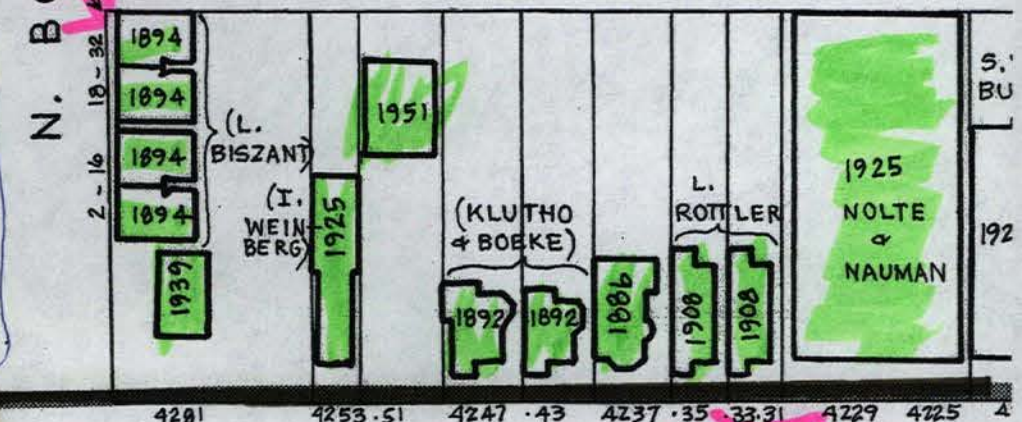 N. B
18-32
2-16
1894
1894
1894
1894
(L.
BISZANT)
1939
(I.
WEIN
BERG)
1925
1951
(KLUTHO
& BOEKE)
1892
1892
1886
L.
ROTTLER
1908
1908
1925
NOLTE
&
NAUMAN
S.
BU
192
4281 4253.51 4247.43 4237.35.33.31 4229 4225 4